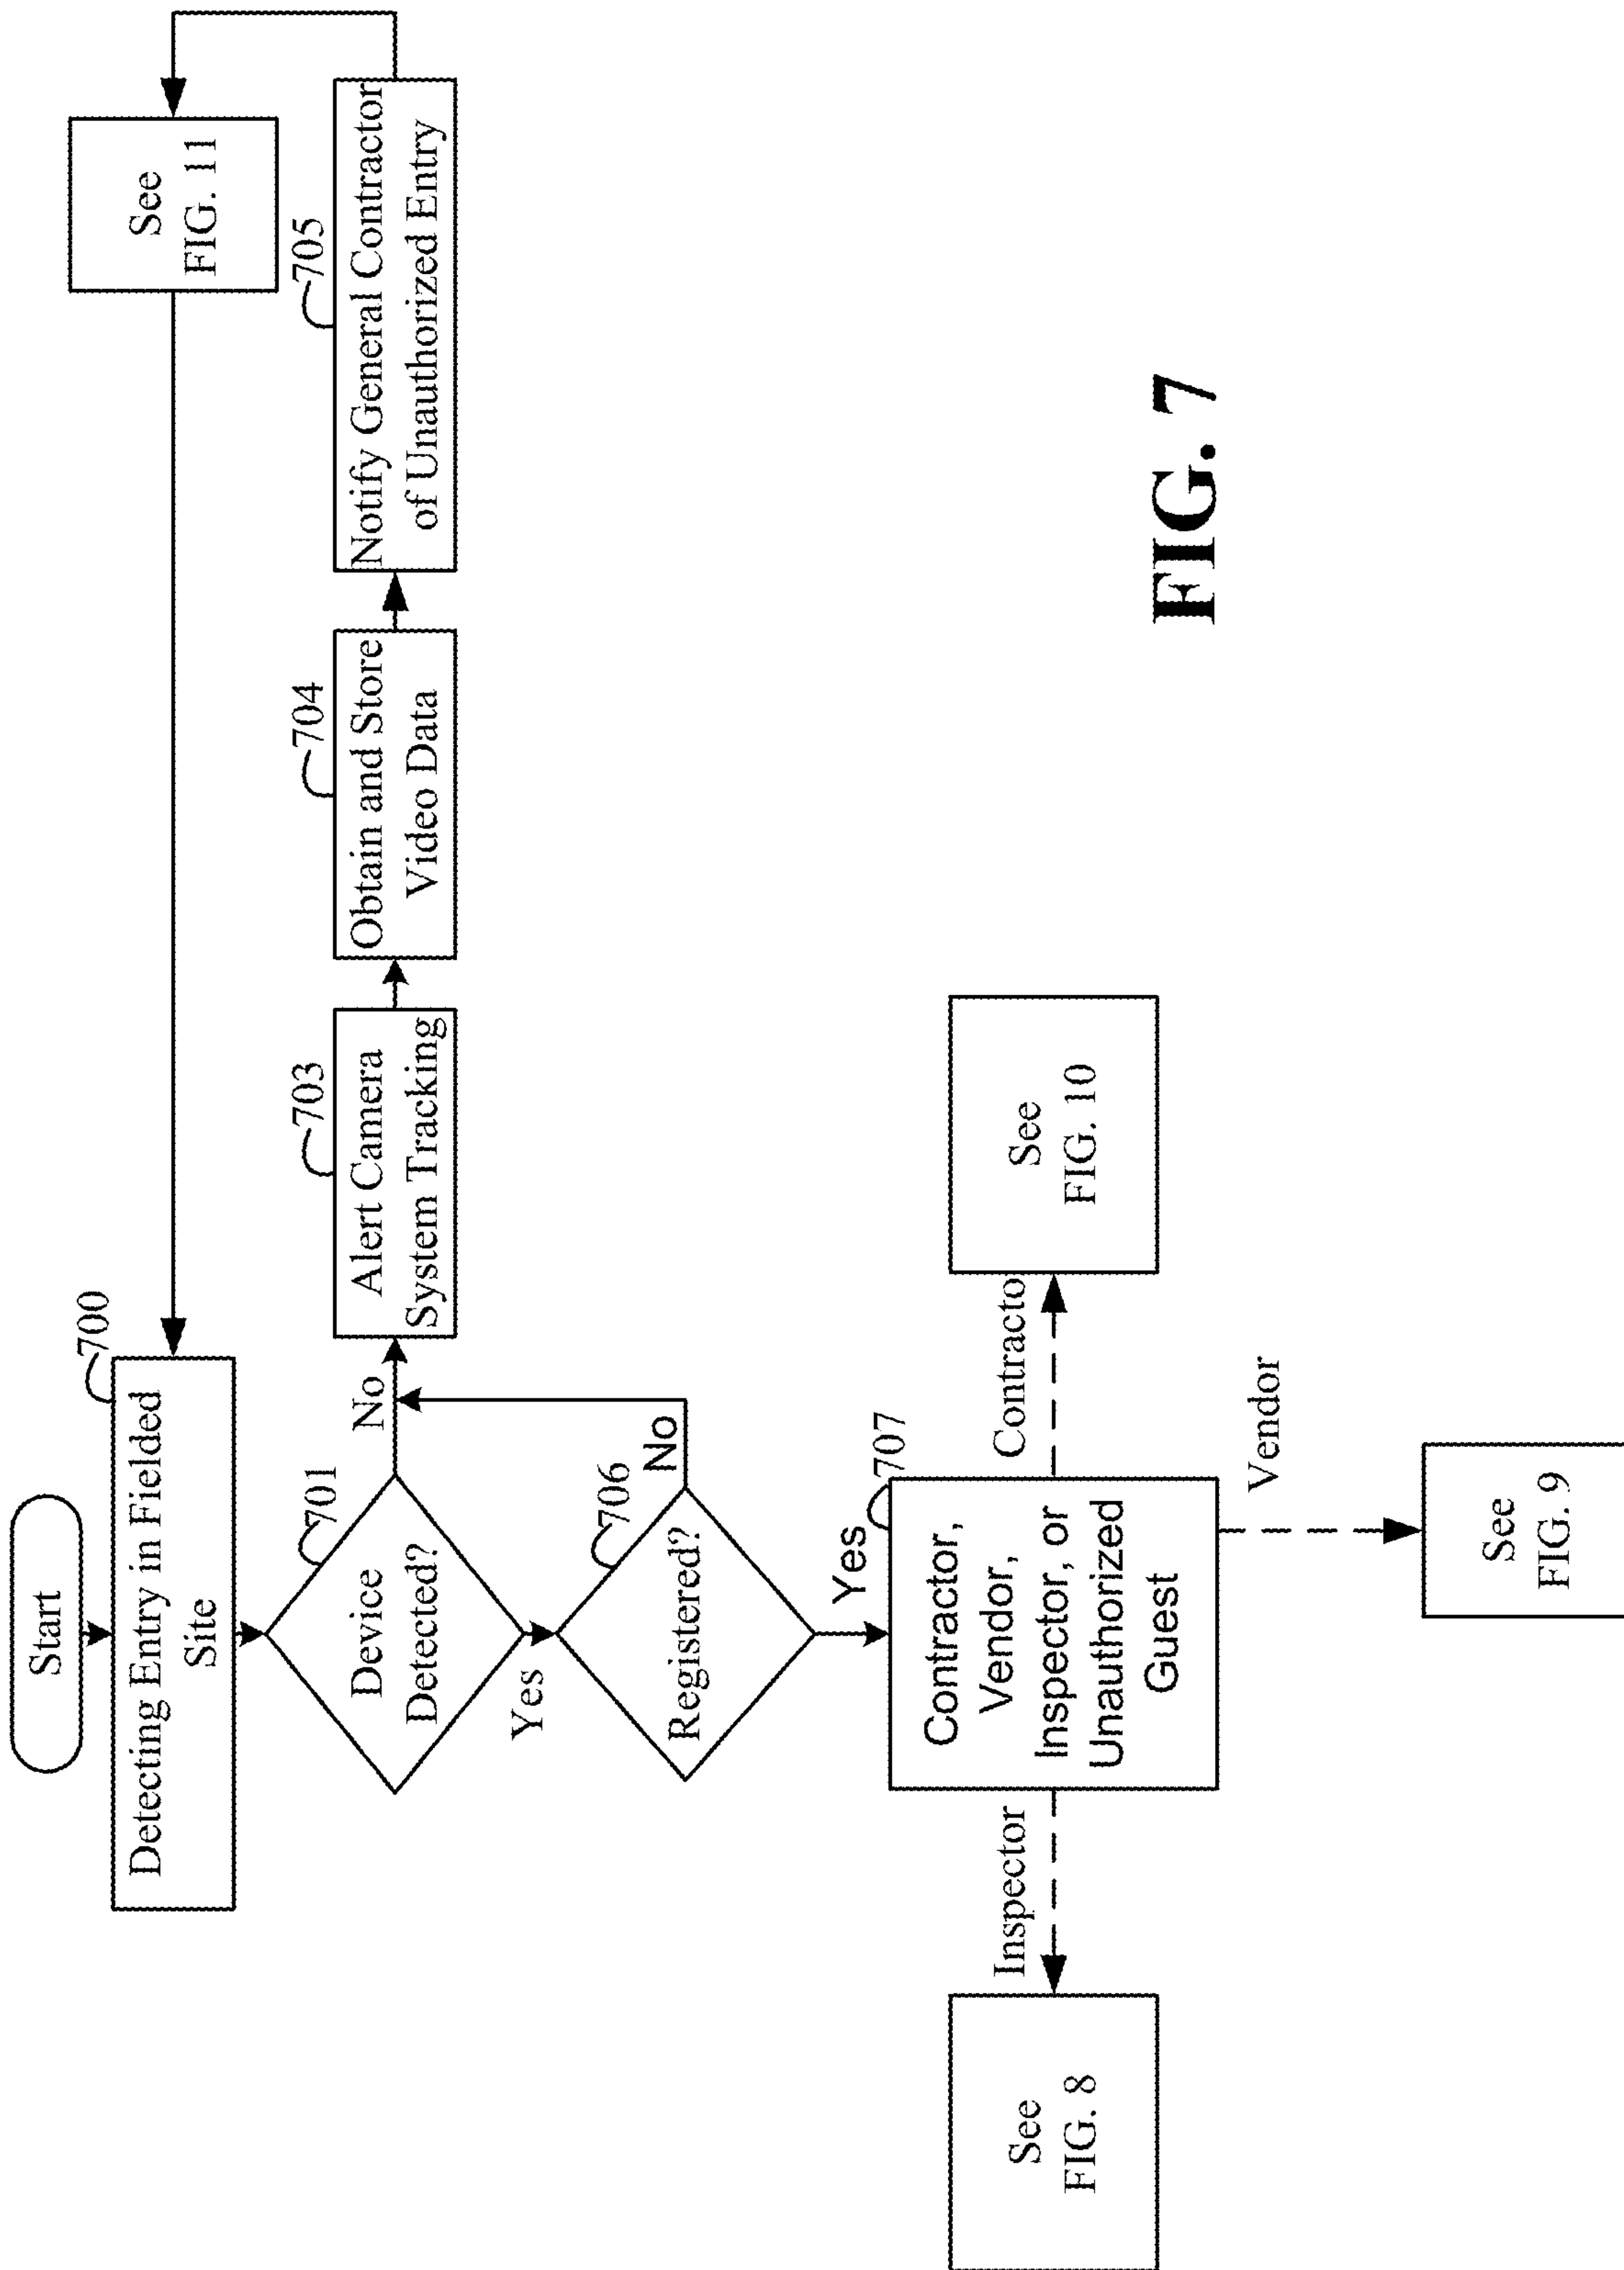 Start
700
Detecting Entry in Fielded
Site
701
Device
Detected?
No
Yes
703
Alert Camera
System Tracking
704
Obtain and Store
Video Data
705
Notify General Contractor
of Unauthorized Entry
See
FIG. 11
706
Registered?
No
Yes
707
Contractor,
Vendor,
Inspector, or
Unauthorized
Guest
Inspector
See
FIG. 8
Contracto
See
FIG. 10
Vendor
See
FIG. 9
FIG. 7